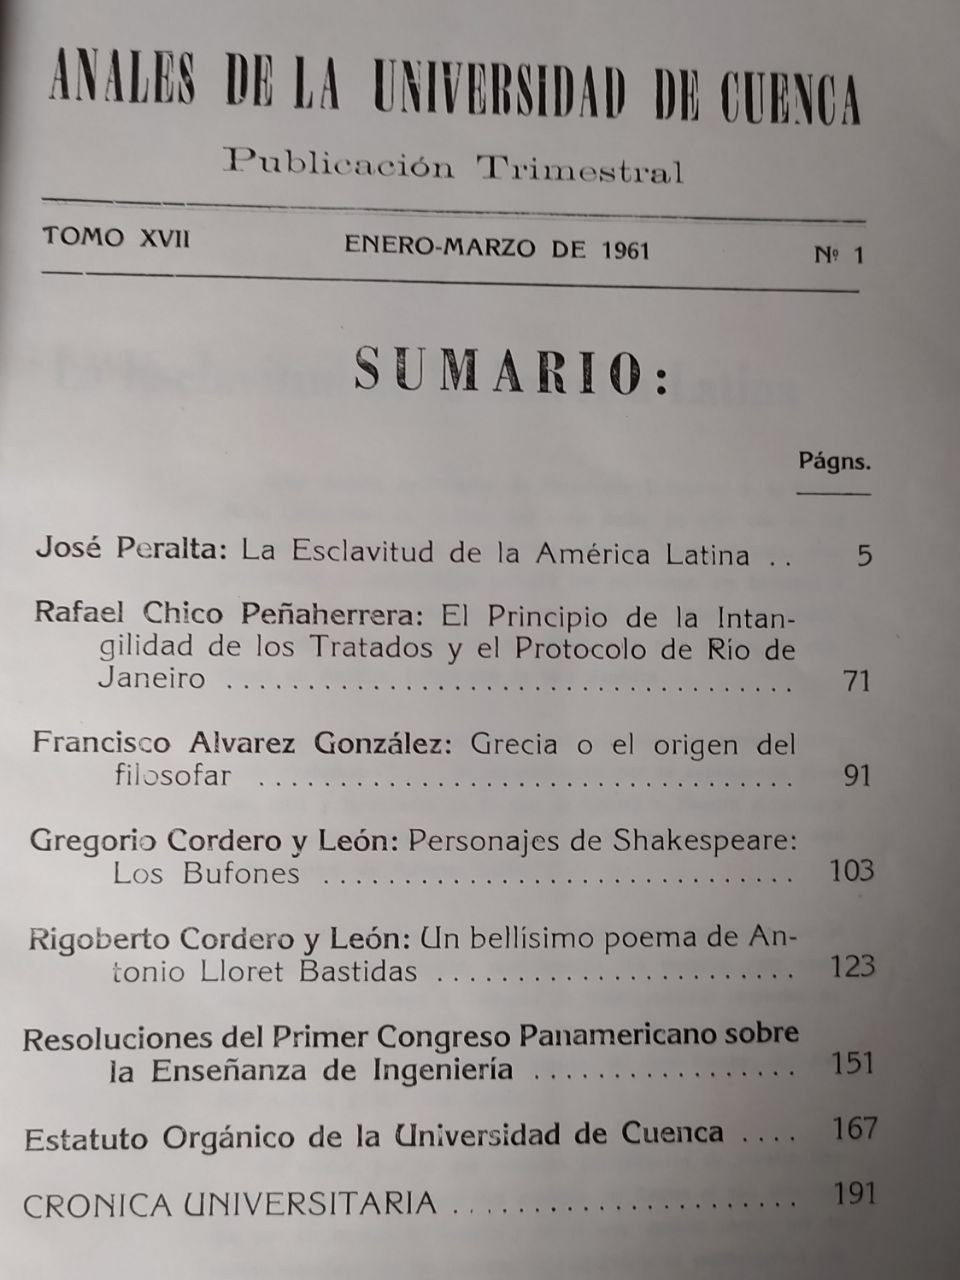 ANALES DE LA UNIVERSIDAD DE CUENCA
Publicación Trimestral
TOMO XVII ENERO-MARZO DE 1961 Nº 1
SUMARIO:
Págns.
José Peralta: La Esclavitud de la América Latina . . 5
Rafael Chico Peñaherrera: El Principio de la Intan-
gilidad de los Tratados y el Protocolo de Río de
Janeiro . . . . . . . . . . . . . . . . . . . . . . . . . . . . . . . . . . . 71
Francisco Alvarez González: Grecia o el origen del
filosofar . . . . . . . . . . . . . . . . . . . . . . . . . . . . . . . . . 91
Gregorio Cordero y León: Personajes de Shakespeare:
Los Bufones . . . . . . . . . . . . . . . . . . . . . . . . . . . . . 103
Rigoberto Cordero y León: Un bellísimo poema de An-
tonio Lloret Bastidas . . . . . . . . . . . . . . . . . . . . . . 123
Resoluciones del Primer Congreso Panamericano sobre
la Enseñanza de Ingeniería . . . . . . . . . . . . . . . . 151
Estatuto Orgánico de la Universidad de Cuenca . . . . 167
CRONICA UNIVERSITARIA . . . . . . . . . . . . . . . . . . . . . 191